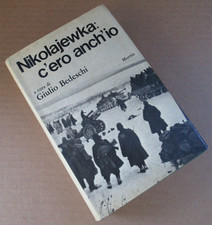 Nikolajewka:
c'ero anch'io
a cura di
Giulio Bedeschi
Mursia